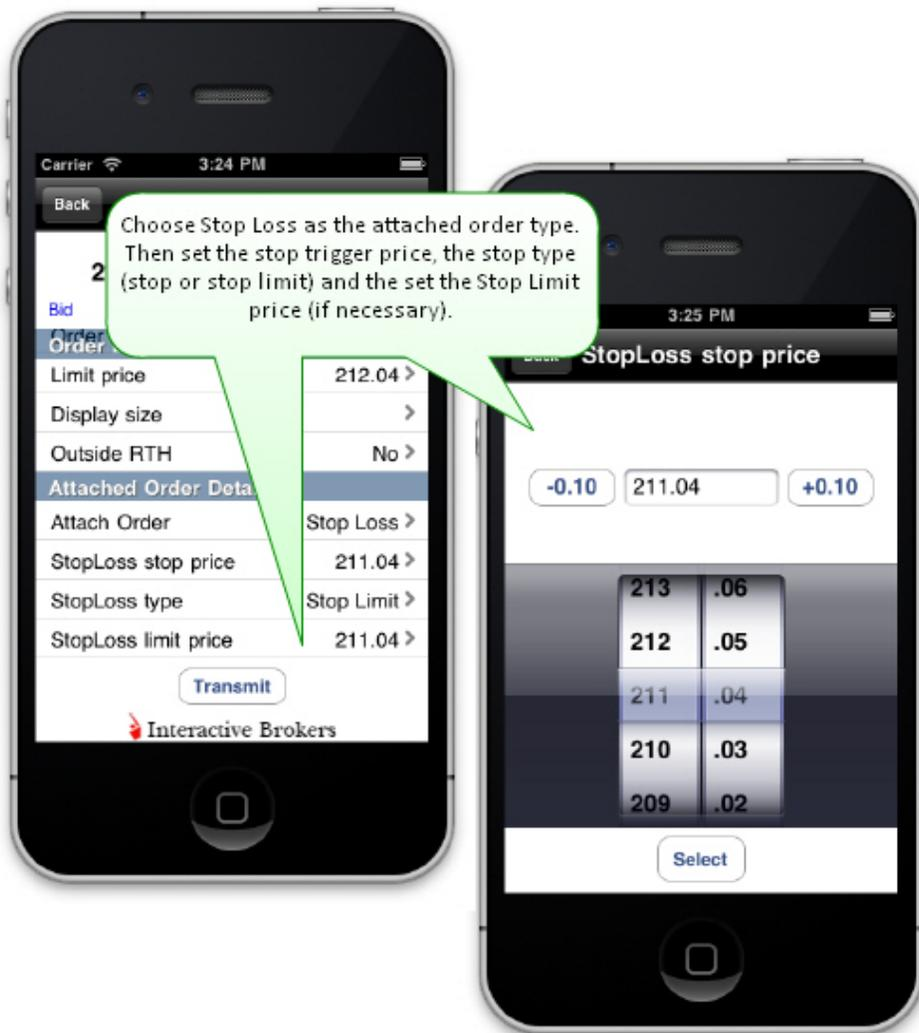 Carrier 3:24 PM
Back
Choose Stop Loss as the attached order type.
Then set the stop trigger price, the stop type
(stop or stop limit) and the set the Stop Limit
price (if necessary).
2
Bid
Order
Order
Limit price 212.04 >
Display size >
Outside RTH No >
Attached Order Deta
Attach Order Stop Loss >
StopLoss stop price 211.04 >
StopLoss type Stop Limit >
StopLoss limit price 211.04 >
Transmit
Interactive Brokers
3:25 PM
StopLoss stop price
-0.10 211.04 +0.10
213 .06
212 .05
211 .04
210 .03
209 .02
Select